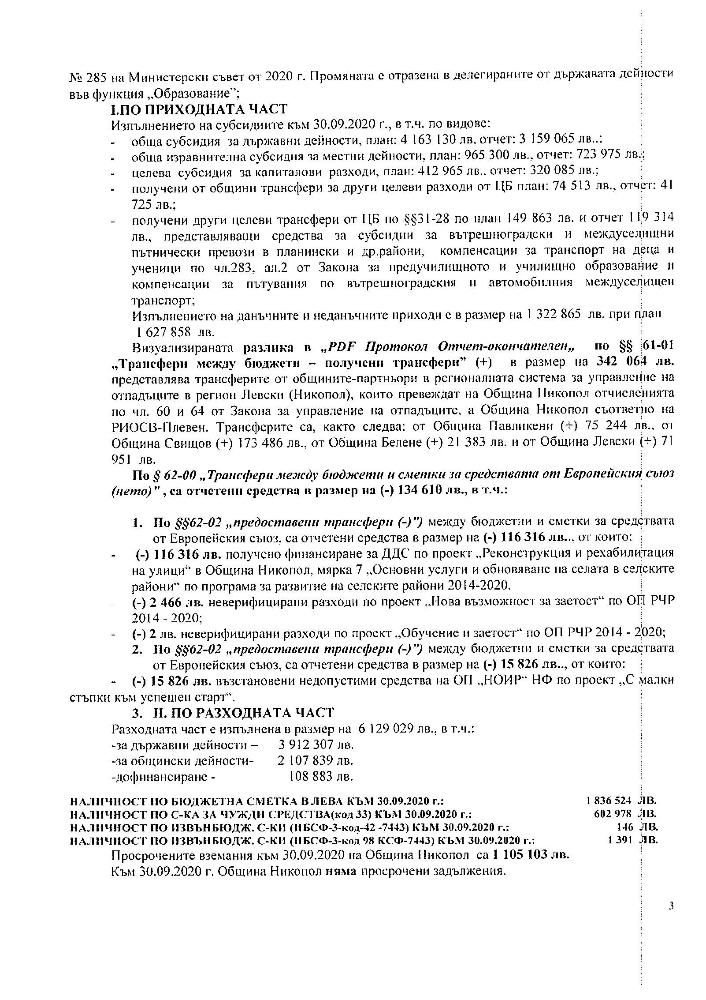 № 285 на Министерски съвет от 2020 г. Промяната е отразена в делегираните от държавата дейности
във функция „Образование";
I.ПО ПРИХОДНАТА ЧАСТ
Изпълнението на субсидиите към 30.09.2020 г., в т.ч. по видове:
- обща субсидия за държавни дейности, план: 4 163 130 лв. отчет: 3 159 065 лв..;
- обща изравнителна субсидия за местни дейности, план: 965 300 лв., отчет: 723 975 лв.;
- целева субсидия за капиталови разходи, план: 412 965 лв., отчет: 320 085 лв.;
- получени от общини трансфери за други целеви разходи от ЦБ план: 74 513 лв., отчет: 41
725 лв.;
- получени други целеви трансфери от ЦБ по §§31-28 по план 149 863 лв. и отчет 119 314
лв., представляващи средства за субсидии за вътрешноградски и междуселищни
пътнически превози в планински и др.райони, компенсации за транспорт на деца и
ученици по чл.283, ал.2 от Закона за предучилищното и училищно образование и
компенсации за пътувания по вътрешноградския и автомобилния междуселищен
транспорт;
Изпълнението на данъчните и неданъчните приходи е в размер на 1 322 865 лв. при план
1 627 858 лв.
Визуализираната разлика в „PDF Протокол Отчет-окончателен„ по §§ 61-01
„Трансфери между бюджети – получени трансфери” (+) в размер на 342 064 лв.
представлява трансферите от общините-партньори в регионалната система за управление на
отпадъците в регион Левски (Никопол), които превеждат на Община Никопол отчисленията
по чл. 60 и 64 от Закона за управление на отпадъците, а Община Никопол съответно на
РИОСВ-Плевен. Трансферите са, както следва: от Община Павликени (+) 75 244 лв., от
Община Свищов (+) 173 486 лв., от Община Белене (+) 21 383 лв. и от Община Левски (+) 71
951 лв.
По § 62-00 „Трансфери между бюджети и сметки за средствата от Европейския съюз
(нето)” , са отчетени средства в размер на (-) 134 610 лв., в т.ч.:
1. По §§62-02 „предоставени трансфери (-)”) между бюджетни и сметки за средствата
от Европейския съюз, са отчетени средства в размер на (-) 116 316 лв.., от които:
- (-) 116 316 лв. получено финансиране за ДДС по проект „Реконструкция и рехабилитация
на улици“ в Община Никопол, мярка 7 „Основни услуги и обновяване на селата в селските
райони“ по програма за развитие на селските райони 2014-2020.
- (-) 2 466 лв. неверифицирани разходи по проект „Нова възможност за заетост“ по ОП РЧР
2014 - 2020;
- (-) 2 лв. неверифицирани разходи по проект „Обучение и заетост“ по ОП РЧР 2014 - 2020;
2. По §§62-02 „предоставени трансфери (-)”) между бюджетни и сметки за средствата
от Европейския съюз, са отчетени средства в размер на (-) 15 826 лв.., от които:
- (-) 15 826 лв. възстановени недопустими средства на ОП „НОИР“ НФ по проект „С малки
стъпки към успешен старт“.
3. II. ПО РАЗХОДНАТА ЧАСТ
Разходната част е изпълнена в размер на 6 129 029 лв., в т.ч.:
-за държавни дейности – 3 912 307 лв.
-за общински дейности- 2 107 839 лв.
-дофинансиране - 108 883 лв.
НАЛИЧНОСТ ПО БЮДЖЕТНА СМЕТКА В ЛЕВА КЪМ 30.09.2020 г.: 1 836 524 ЛВ.
НАЛИЧНОСТ ПО С-КА ЗА ЧУЖДИ СРЕДСТВА(код 33) КЪМ 30.09.2020 г.: 602 978 ЛВ.
НАЛИЧНОСТ ПО ИЗВЪНБЮДЖ. С-КИ (ИБСФ-3-код-42 -7443) КЪМ 30.09.2020 г.: 146 ЛВ.
НАЛИЧНОСТ ПО ИЗВЪНБЮДЖ. С-КИ (ИБСФ-3-код 98 КСФ-7443) КЪМ 30.09.2020 г.: 1 391 ЛВ.
Просрочените вземания към 30.09.2020 на Община Никопол са 1 105 103 лв.
Към 30.09.2020 г. Община Никопол няма просрочени задължения.
3